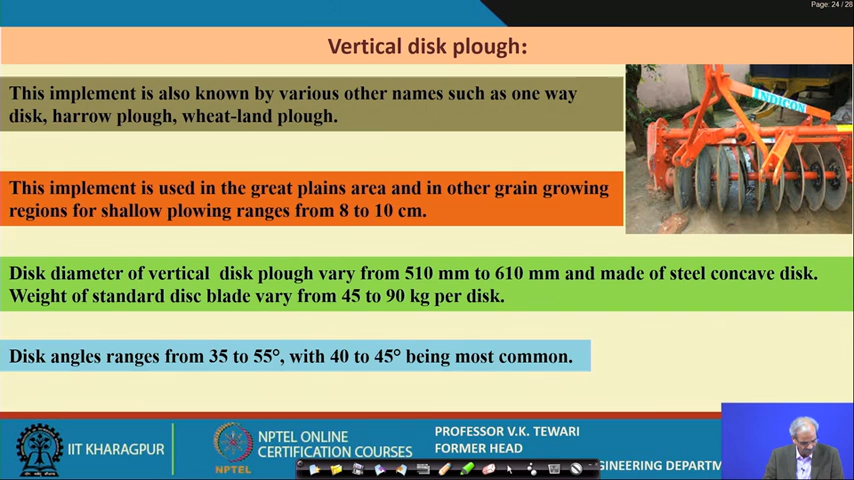 Page: 24 / 28
Vertical disk plough:
This implement is also known by various other names such as one way
disk, harrow plough, wheat-land plough.
INDICON
This implement is used in the great plains area and in other grain growing
regions for shallow plowing ranges from 8 to 10 cm.
Disk diameter of vertical disk plough vary from 510 mm to 610 mm and made of steel concave disk.
Weight of standard disc blade vary from 45 to 90 kg per disk.
Disk angles ranges from 35 to 55°, with 40 to 45° being most common.
IIT KHARAGPUR
NPTEL
NPTEL ONLINE
CERTIFICATION COURSES
PROFESSOR V.K. TEWARI
FORMER HEAD
NGINEERING DEPARTM